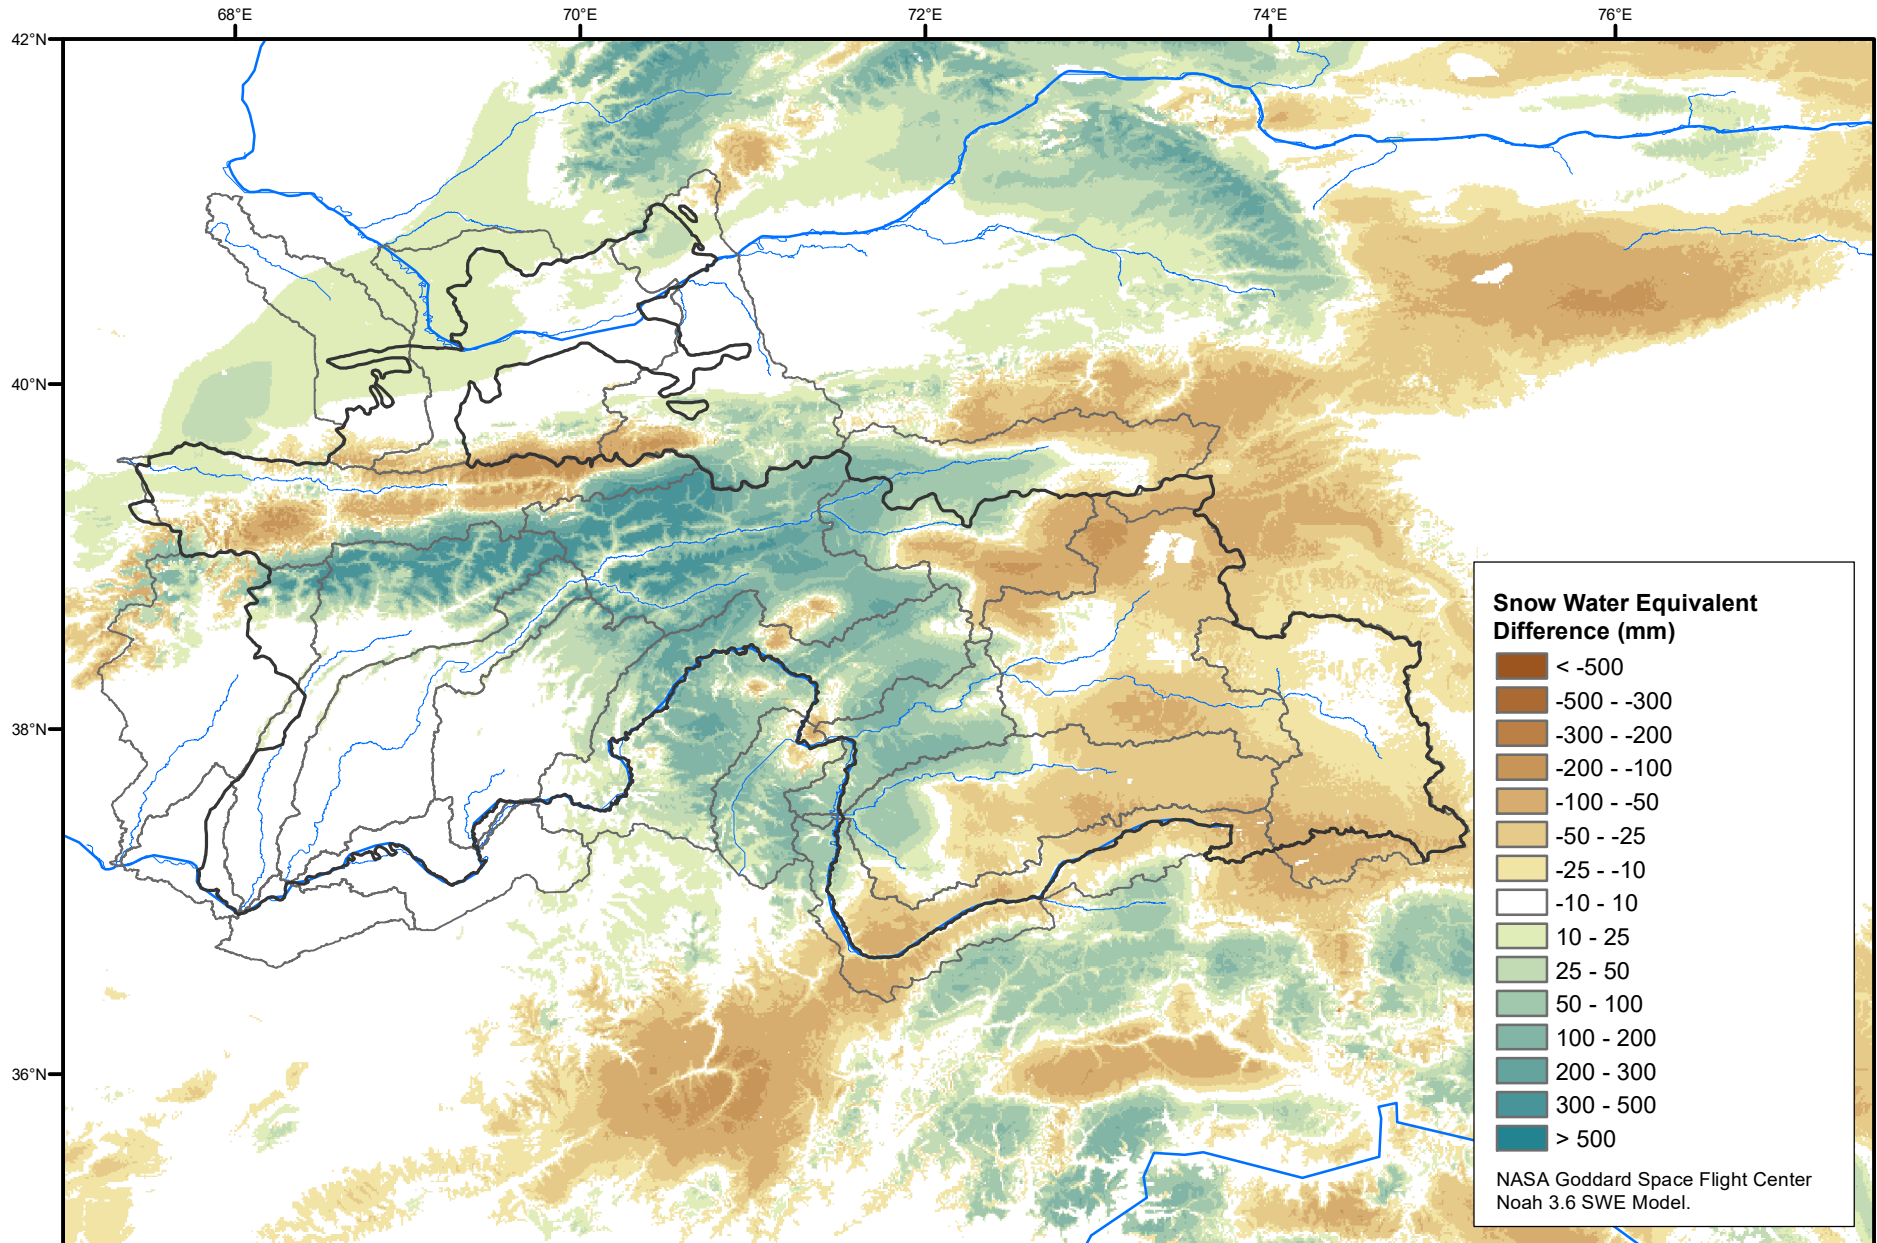 68°E
70°E
72°E
74°E
76°E
42°N
40°N
38°N
36°N
Snow Water Equivalent
Difference (mm)
< -500
-500 - -300
-300 - -200
-200 - -100
-100 - -50
-50 - -25
-25 - -10
-10 - 10
10 - 25
25 - 50
50 - 100
100 - 200
200 - 300
300 - 500
> 500
NASA Goddard Space Flight Center
Noah 3.6 SWE Model.